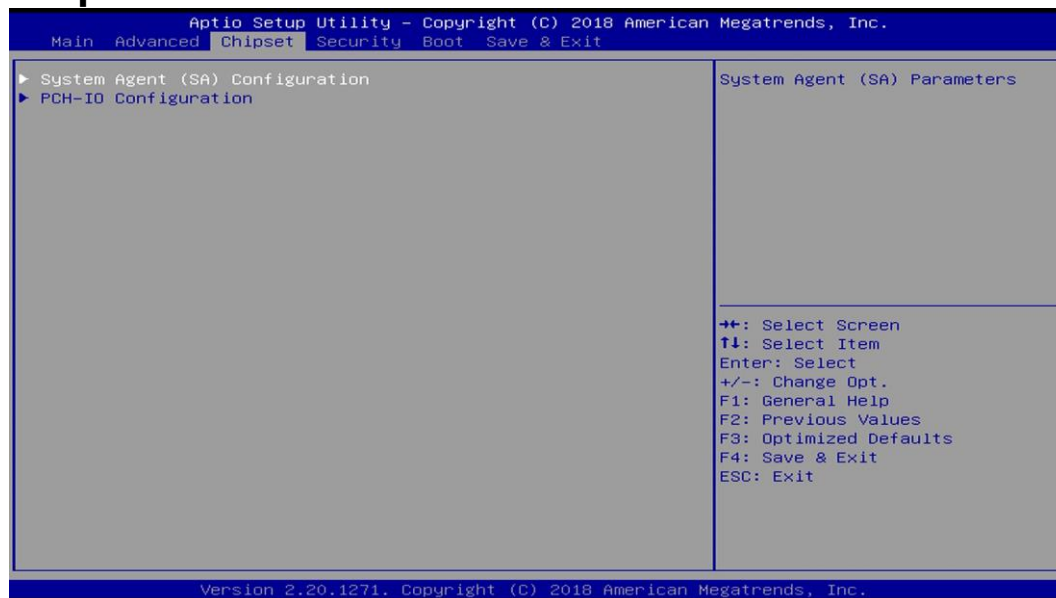 Aptio Setup Utility – Copyright (C) 2018 American Megatrends, Inc.
Main Advanced Chipset Security Boot Save & Exit
► System Agent (SA) Configuration
► PCH-IO Configuration
System Agent (SA) Parameters
→←: Select Screen
↑↓: Select Item
Enter: Select
+/-: Change Opt.
F1: General Help
F2: Previous Values
F3: Optimized Defaults
F4: Save & Exit
ESC: Exit
Version 2.20.1271. Copyright (C) 2018 American Megatrends, Inc.